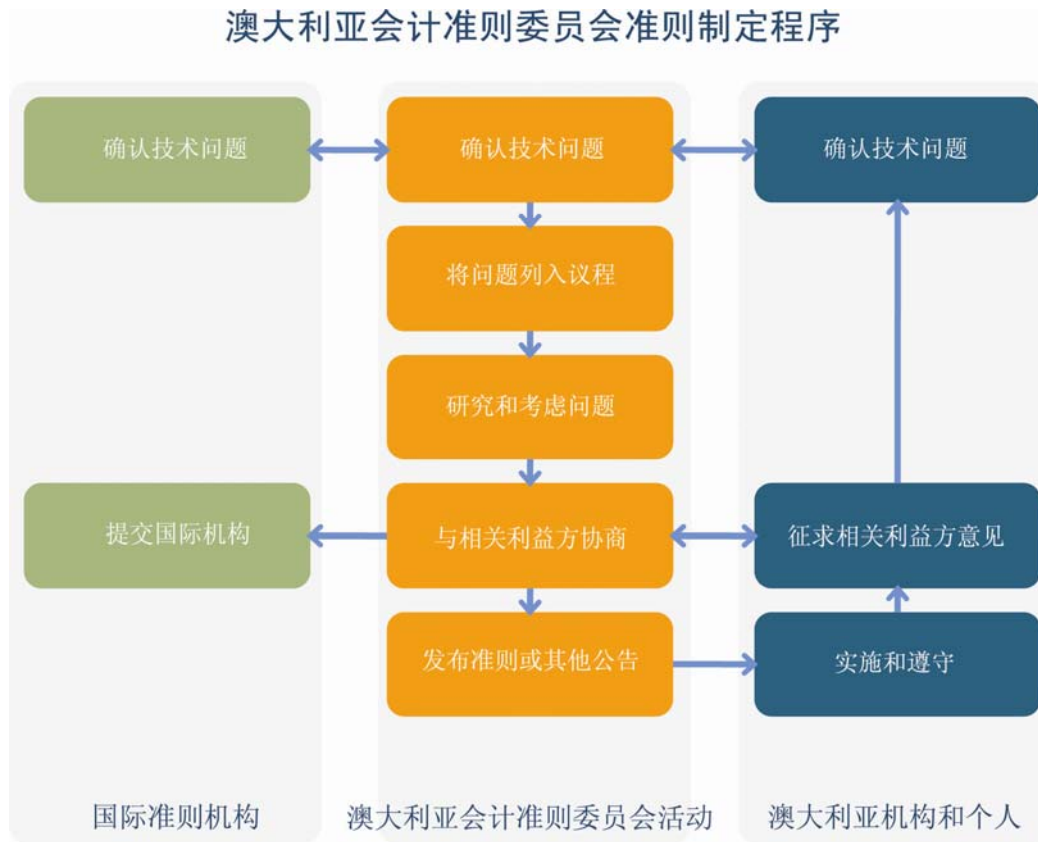 澳大利亚会计准则委员会准则制定程序
确认技术问题
确认技术问题
确认技术问题
将问题列入议程
研究和考虑问题
提交国际机构
与相关利益方协商
征求相关利益方意见
发布准则或其他公告
实施和遵守
国际准则机构
澳大利亚会计准则委员会活动
澳大利亚机构和个人